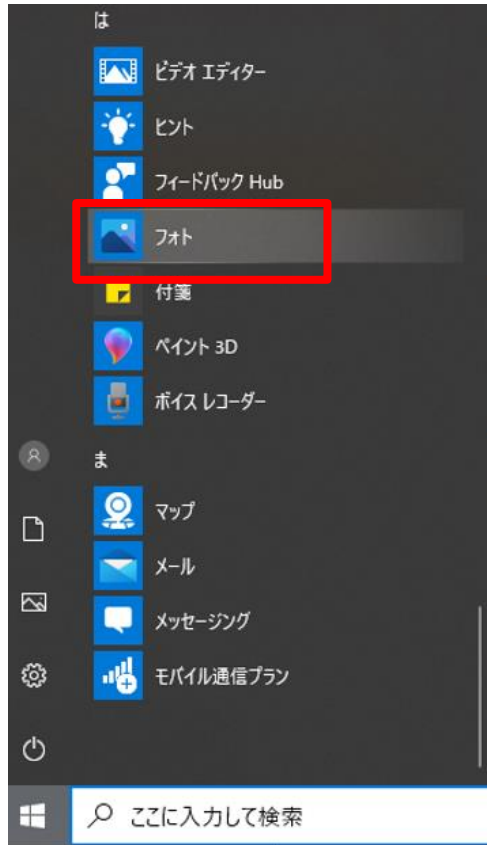 は
ビデオ エディター
ヒント
フィードバック Hub
フォト
付箋
ペイント 3D
ボイス レコーダー
ま
マップ
メール
メッセージング
モバイル通信プラン
ここに入力して検索